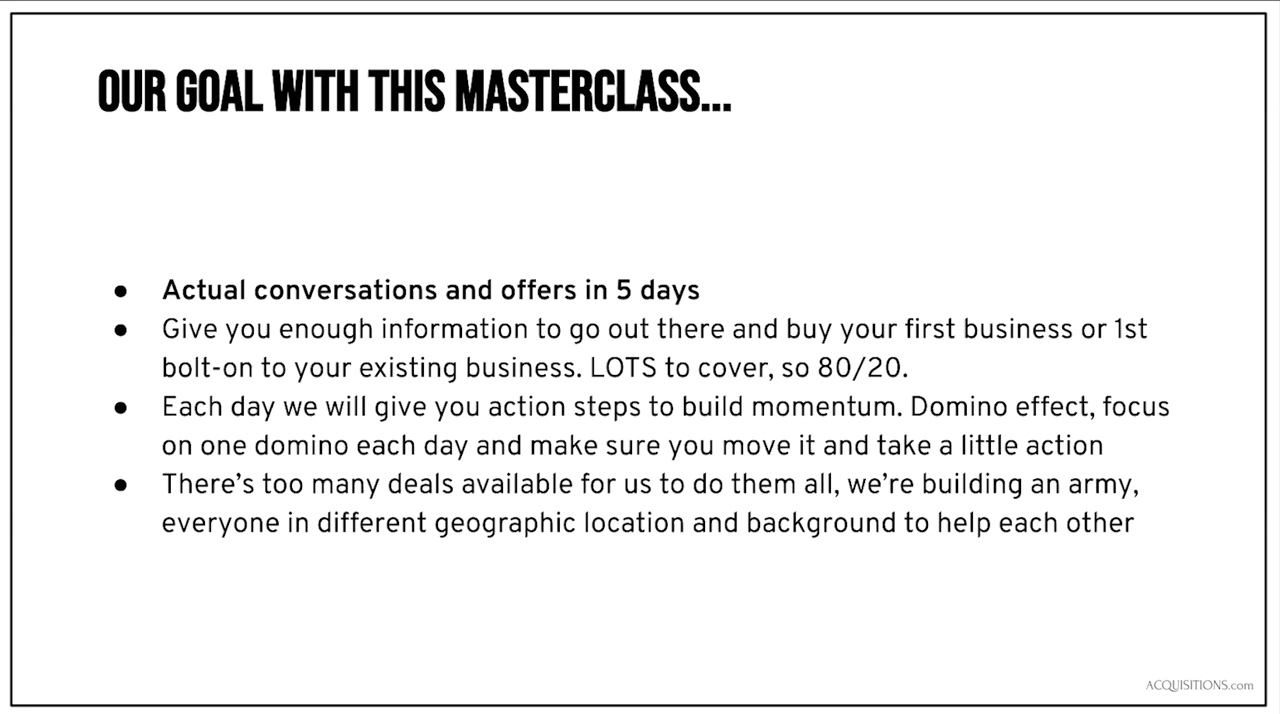 OUR GOAL WITH THIS MASTERCLASS...
● Actual conversations and offers in 5 days
● Give you enough information to go out there and buy your first business or 1st
bolt-on to your existing business. LOTS to cover, so 80/20.
● Each day we will give you action steps to build momentum. Domino effect, focus
on one domino each day and make sure you move it and take a little action
● There's too many deals available for us to do them all, we're building an army,
everyone in different geographic location and background to help each other
ACQUISITIONS.com